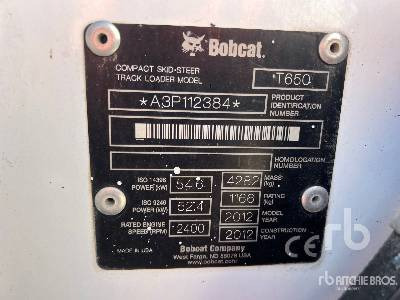 Bobcat.
COMPACT SKID-STEER
TRACK LOADER MODEL T650
*A3P112384* PRODUCT IDENTIFICATION NUMBER
HOMOLOGATION NUMBER
ISO 14396 POWER (kW) 54.6 4282 MASS (kg)
ISO 9249 POWER (kW) 52.4 1166 RATING (kg)
RATED ENGINE SPEED (RPM) 2400 2012 MODEL YEAR
2012 CONSTRUCTION YEAR
MADE IN USA
Bobcat Company
West Fargo, ND 58078 USA
www.bobcat.com
CE
rb
RITCHIE BROS.